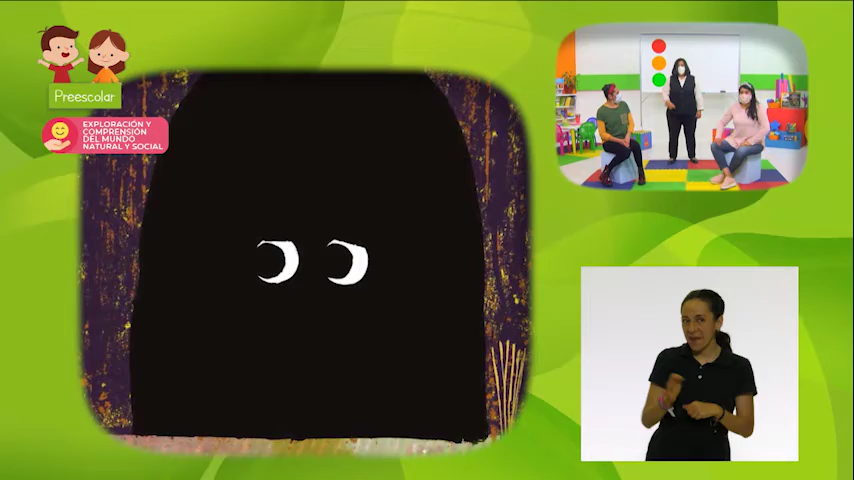 Preescolar
EXPLORACIÓN Y
COMPRENSIÓN
DEL MUNDO
NATURAL Y SOCIAL